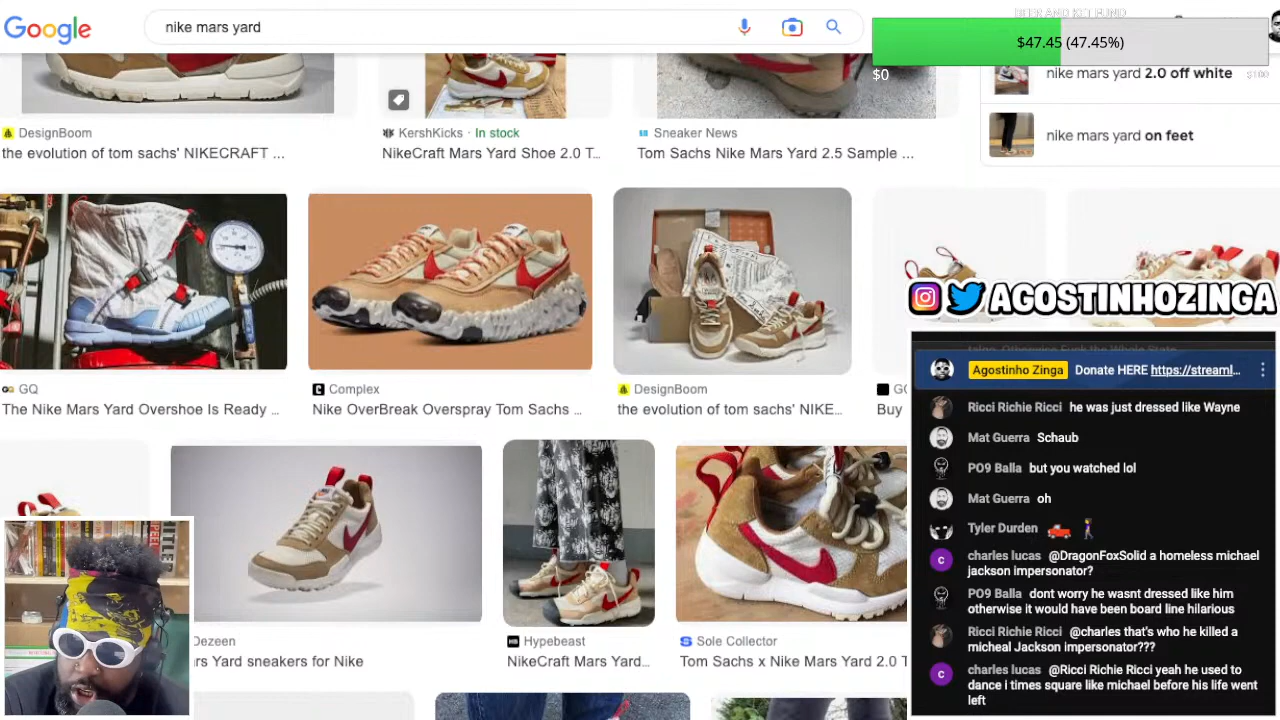 Google
nike mars yard
BEER AND KET FUND
$47.45 (47.45%)
$0
nike mars yard 2.0 off white
$100
nike mars yard on feet
DesignBoom
the evolution of tom sachs' NIKECRAFT ...
KershKicks · In stock
NikeCraft Mars Yard Shoe 2.0 T...
Sneaker News
Tom Sachs Nike Mars Yard 2.5 Sample ...
GQ
The Nike Mars Yard Overshoe Is Ready ...
Complex
Nike OverBreak Overspray Tom Sachs ...
DesignBoom
the evolution of tom sachs' NIKE...
Buy
AGOSTINHOZINGA
Agostinho Zinga Donate HERE https://streaml...
Ricci Richie Ricci he was just dressed like Wayne
Mat Guerra Schaub
PO9 Balla but you watched lol
Mat Guerra oh
Tyler Durden
charles lucas @DragonFoxSolid a homeless michael
jackson impersonator?
PO9 Balla dont worry he wasnt dressed like him
otherwise it would have been board line hilarious
Ricci Richie Ricci @charles that's who he killed a
micheal Jackson impersonator???
charles lucas @Ricci Richie Ricci yeah he used to
dance i times square like michael before his life went
left
Dezeen
rs Yard sneakers for Nike
Hypebeast
NikeCraft Mars Yard...
Sole Collector
Tom Sachs x Nike Mars Yard 2.0 T